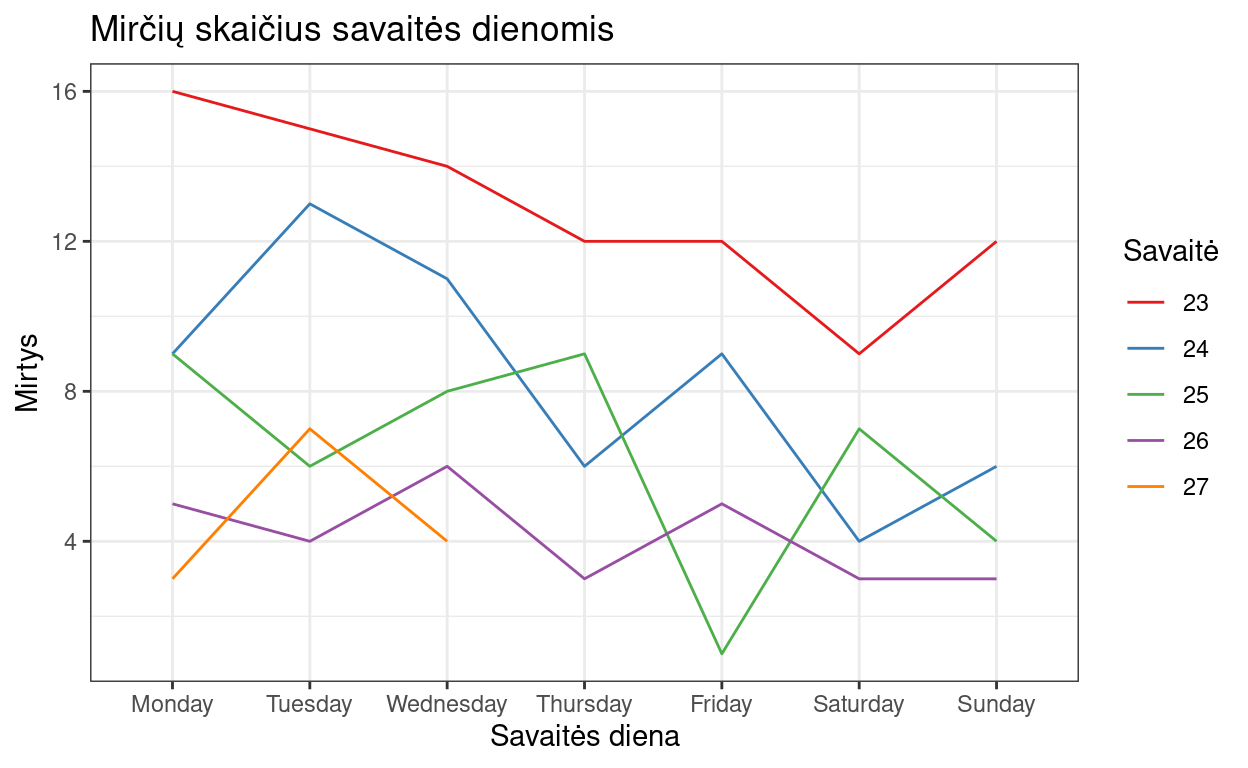 Mirčių skaičius savaitės dienomis
16
12
8
4
Mirtys
Monday
Tuesday
Wednesday
Thursday
Friday
Saturday
Sunday
Savaitės diena
Savaitė
23
24
25
26
27